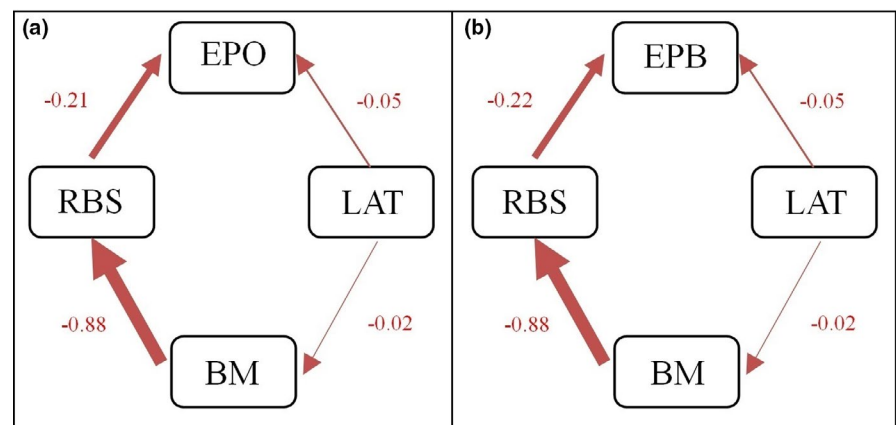 (a)
EPO
-0.21
-0.05
RBS
LAT
-0.88
-0.02
BM
(b)
EPB
-0.22
-0.05
RBS
LAT
-0.88
-0.02
BM